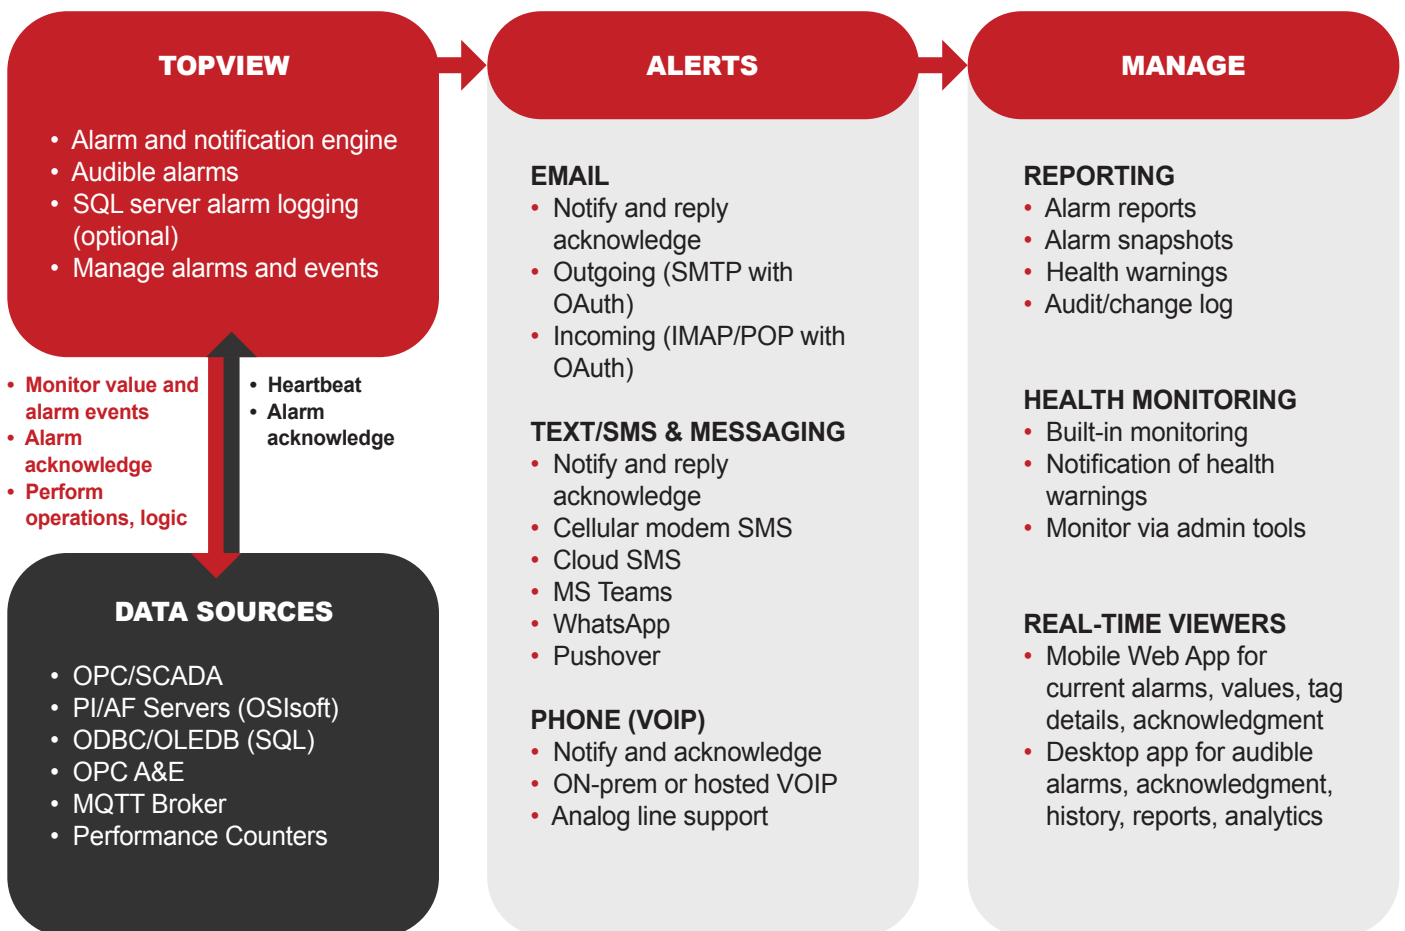 TOPVIEW
• Alarm and notification engine
• Audible alarms
• SQL server alarm logging
(optional)
• Manage alarms and events
• Monitor value and
alarm events
• Alarm
acknowledge
• Perform
operations, logic
• Heartbeat
• Alarm
acknowledge
DATA SOURCES
• OPC/SCADA
• PI/AF Servers (OSIsoft)
• ODBC/OLEDB (SQL)
• OPC A&E
• MQTT Broker
• Performance Counters
ALERTS
EMAIL
• Notify and reply
acknowledge
• Outgoing (SMTP with
OAuth)
• Incoming (IMAP/POP with
OAuth)
TEXT/SMS & MESSAGING
• Notify and reply
acknowledge
• Cellular modem SMS
• Cloud SMS
• MS Teams
• WhatsApp
• Pushover
PHONE (VOIP)
• Notify and acknowledge
• ON-prem or hosted VOIP
• Analog line support
MANAGE
REPORTING
• Alarm reports
• Alarm snapshots
• Health warnings
• Audit/change log
HEALTH MONITORING
• Built-in monitoring
• Notification of health
warnings
• Monitor via admin tools
REAL-TIME VIEWERS
• Mobile Web App for
current alarms, values, tag
details, acknowledgment
• Desktop app for audible
alarms, acknowledgment,
history, reports, analytics